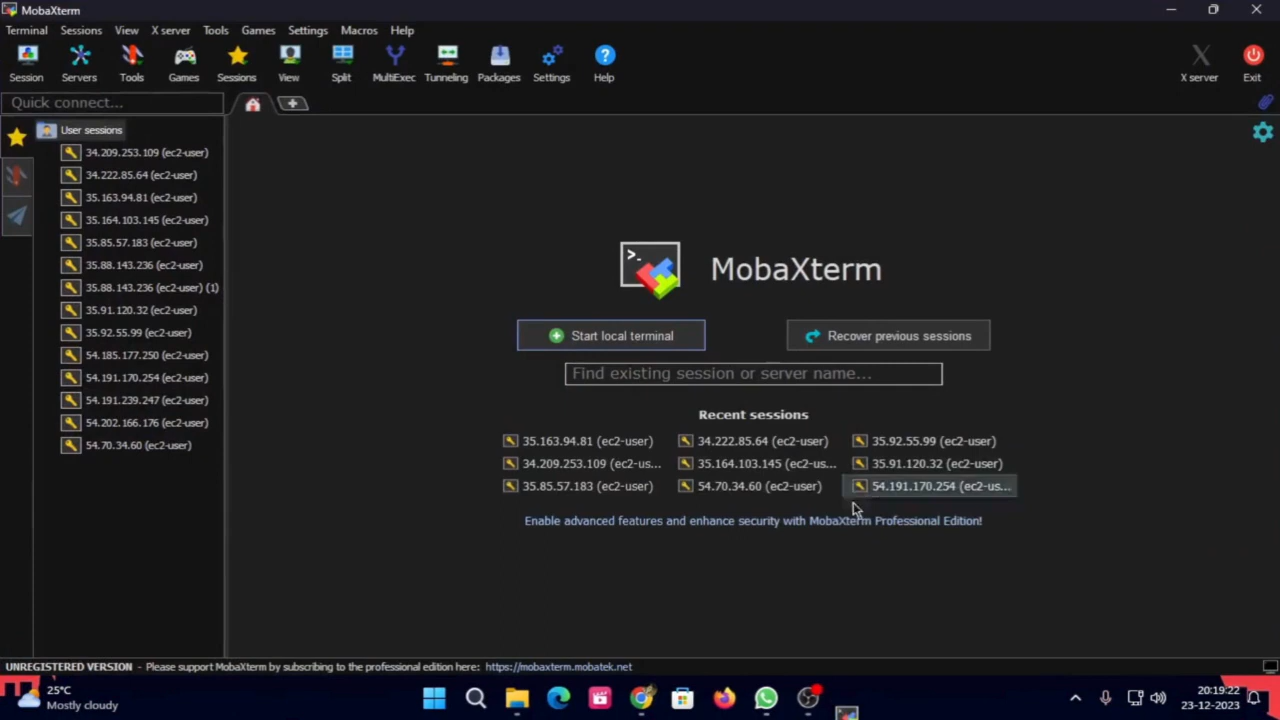 MobaXterm
Terminal Sessions View X server Tools Games Settings Macros Help
Session Servers Tools Games Sessions View Split MultiExec Tunneling Packages Settings Help X server Exit
Quick connect...
User sessions
34.209.253.109 (ec2-user)
34.222.85.64 (ec2-user)
35.163.94.81 (ec2-user)
35.164.103.145 (ec2-user)
35.85.57.183 (ec2-user)
35.88.143.236 (ec2-user)
35.88.143.236 (ec2-user) (1)
35.91.120.32 (ec2-user)
35.92.55.99 (ec2-user)
54.185.177.250 (ec2-user)
54.191.170.254 (ec2-user)
54.191.239.247 (ec2-user)
54.202.166.176 (ec2-user)
54.70.34.60 (ec2-user)
MobaXterm
Start local terminal Recover previous sessions
Find existing session or server name...
Recent sessions
35.163.94.81 (ec2-user) 34.222.85.64 (ec2-user) 35.92.55.99 (ec2-user)
34.209.253.109 (ec2-us... 35.164.103.145 (ec2-us... 35.91.120.32 (ec2-user)
35.85.57.183 (ec2-user) 54.70.34.60 (ec2-user) 54.191.170.254 (ec2-us...
Enable advanced features and enhance security with MobaXterm Professional Edition!
UNREGISTERED VERSION - Please support MobaXterm by subscribing to the professional edition here: https://mobaxterm.mobatek.net
25°C
Mostly cloudy
20:19:22
23-12-2023